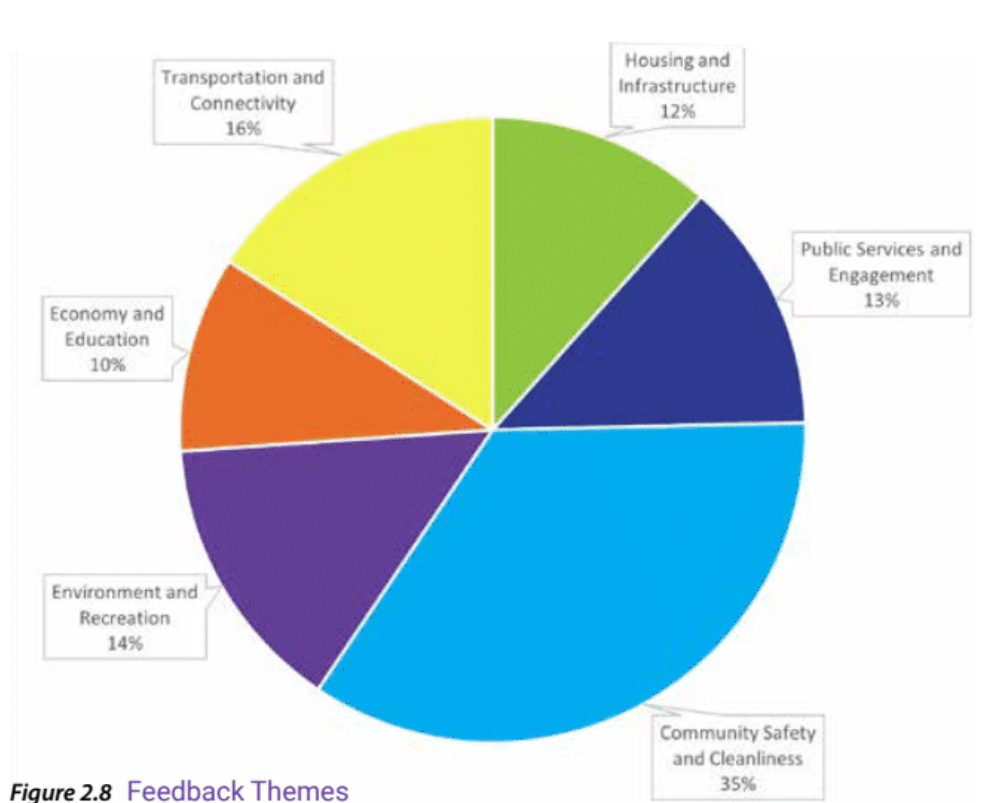 Transportation and
Connectivity
16%
Housing and
Infrastructure
12%
Public Services and
Engagement
13%
Economy and
Education
10%
Environment and
Recreation
14%
Community Safety
and Cleanliness
35%
Figure 2.8 Feedback Themes